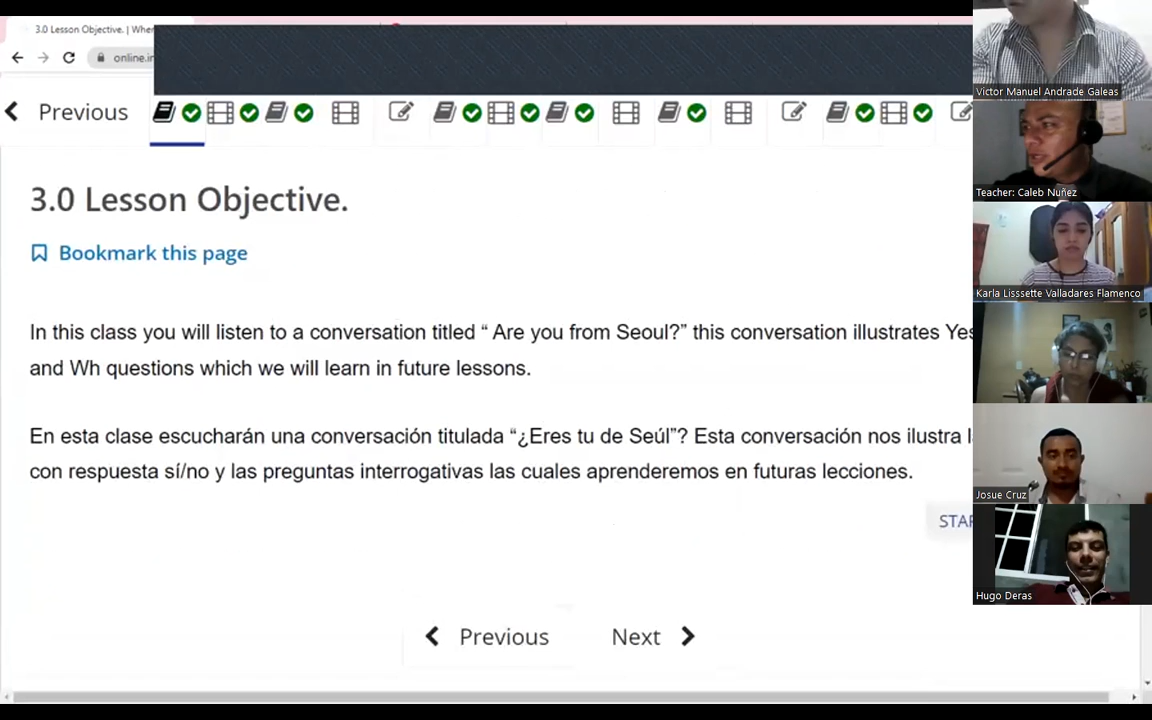 3.0 Lesson Objective. | Wher
online.in
Previous
3.0 Lesson Objective.
Bookmark this page
In this class you will listen to a conversation titled “ Are you from Seoul?” this conversation illustrates Yes
and Wh questions which we will learn in future lessons.
En esta clase escucharán una conversación titulada “¿Eres tu de Seúl”? Esta conversación nos ilustra l
con respuesta sí/no y las preguntas interrogativas las cuales aprenderemos en futuras lecciones.
STAR
Previous Next
Victor Manuel Andrade Galeas
Teacher: Caleb Nuñez
Karla Lisssette Valladares Flamenco
Josue Cruz
Hugo Deras